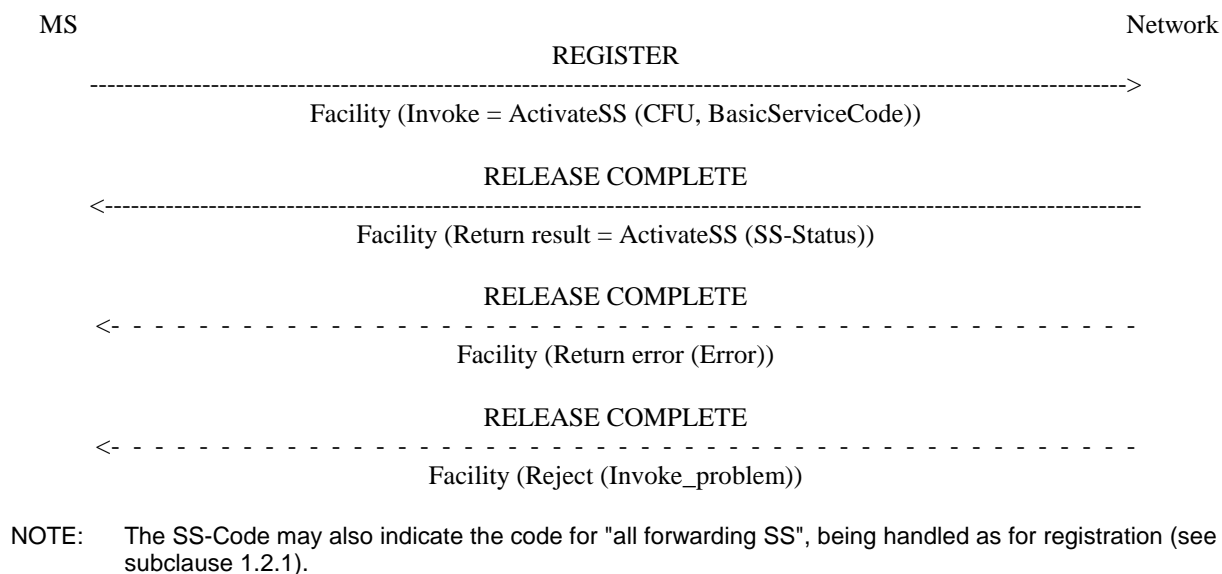 MS Network
REGISTER
------------------------------------------------------------------------------------------------------------------------>
Facility (Invoke = ActivateSS (CFU, BasicServiceCode))
RELEASE COMPLETE
<------------------------------------------------------------------------------------------------------------------------
Facility (Return result = ActivateSS (SS-Status))
RELEASE COMPLETE
<- - - - - - - - - - - - - - - - - - - - - - - - - - - - - - - - - - - - - - - - - - - - - - - - - - - - - - - - -
Facility (Return error (Error))
RELEASE COMPLETE
<- - - - - - - - - - - - - - - - - - - - - - - - - - - - - - - - - - - - - - - - - - - - - - - - - - - - - - - - -
Facility (Reject (Invoke_problem))
NOTE: The SS-Code may also indicate the code for "all forwarding SS", being handled as for registration (see
subclause 1.2.1).